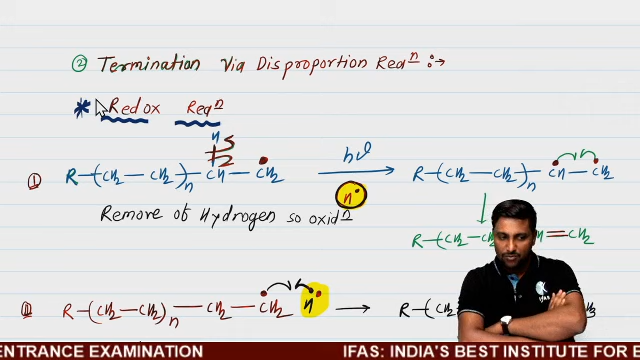 ② Termination Via Disproportion Reaⁿ :→
* Redox Reaⁿ
H
① R–(CH₂–CH₂)ₙ–CH–CH₂ hν R–(CH₂–CH₂)ₙ–CH–CH₂
H•
Remove of Hydrogen so oxidⁿ
R–(CH₂– =CH₂
② R–(CH₂–CH₂)ₙ–CH₂–CH₂ H• → R–(CH₂
IFAS
ENTRANCE EXAMINATION IFAS: INDIA'S BEST INSTITUTE FOR E